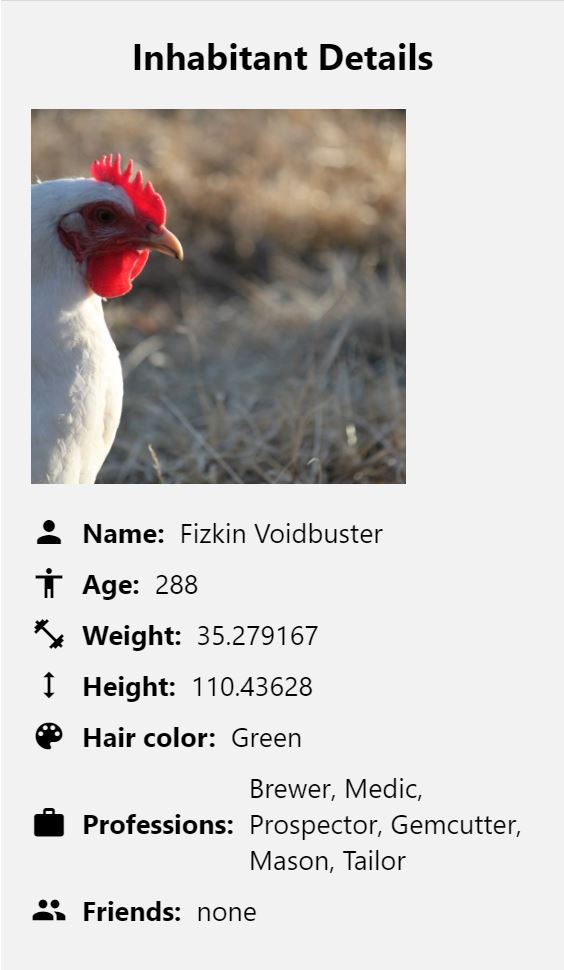 Inhabitant Details
Name: Fizkin Voidbuster
Age: 288
Weight: 35.279167
Height: 110.43628
Hair color: Green
Professions: Brewer, Medic,
Prospector, Gemcutter,
Mason, Tailor
Friends: none